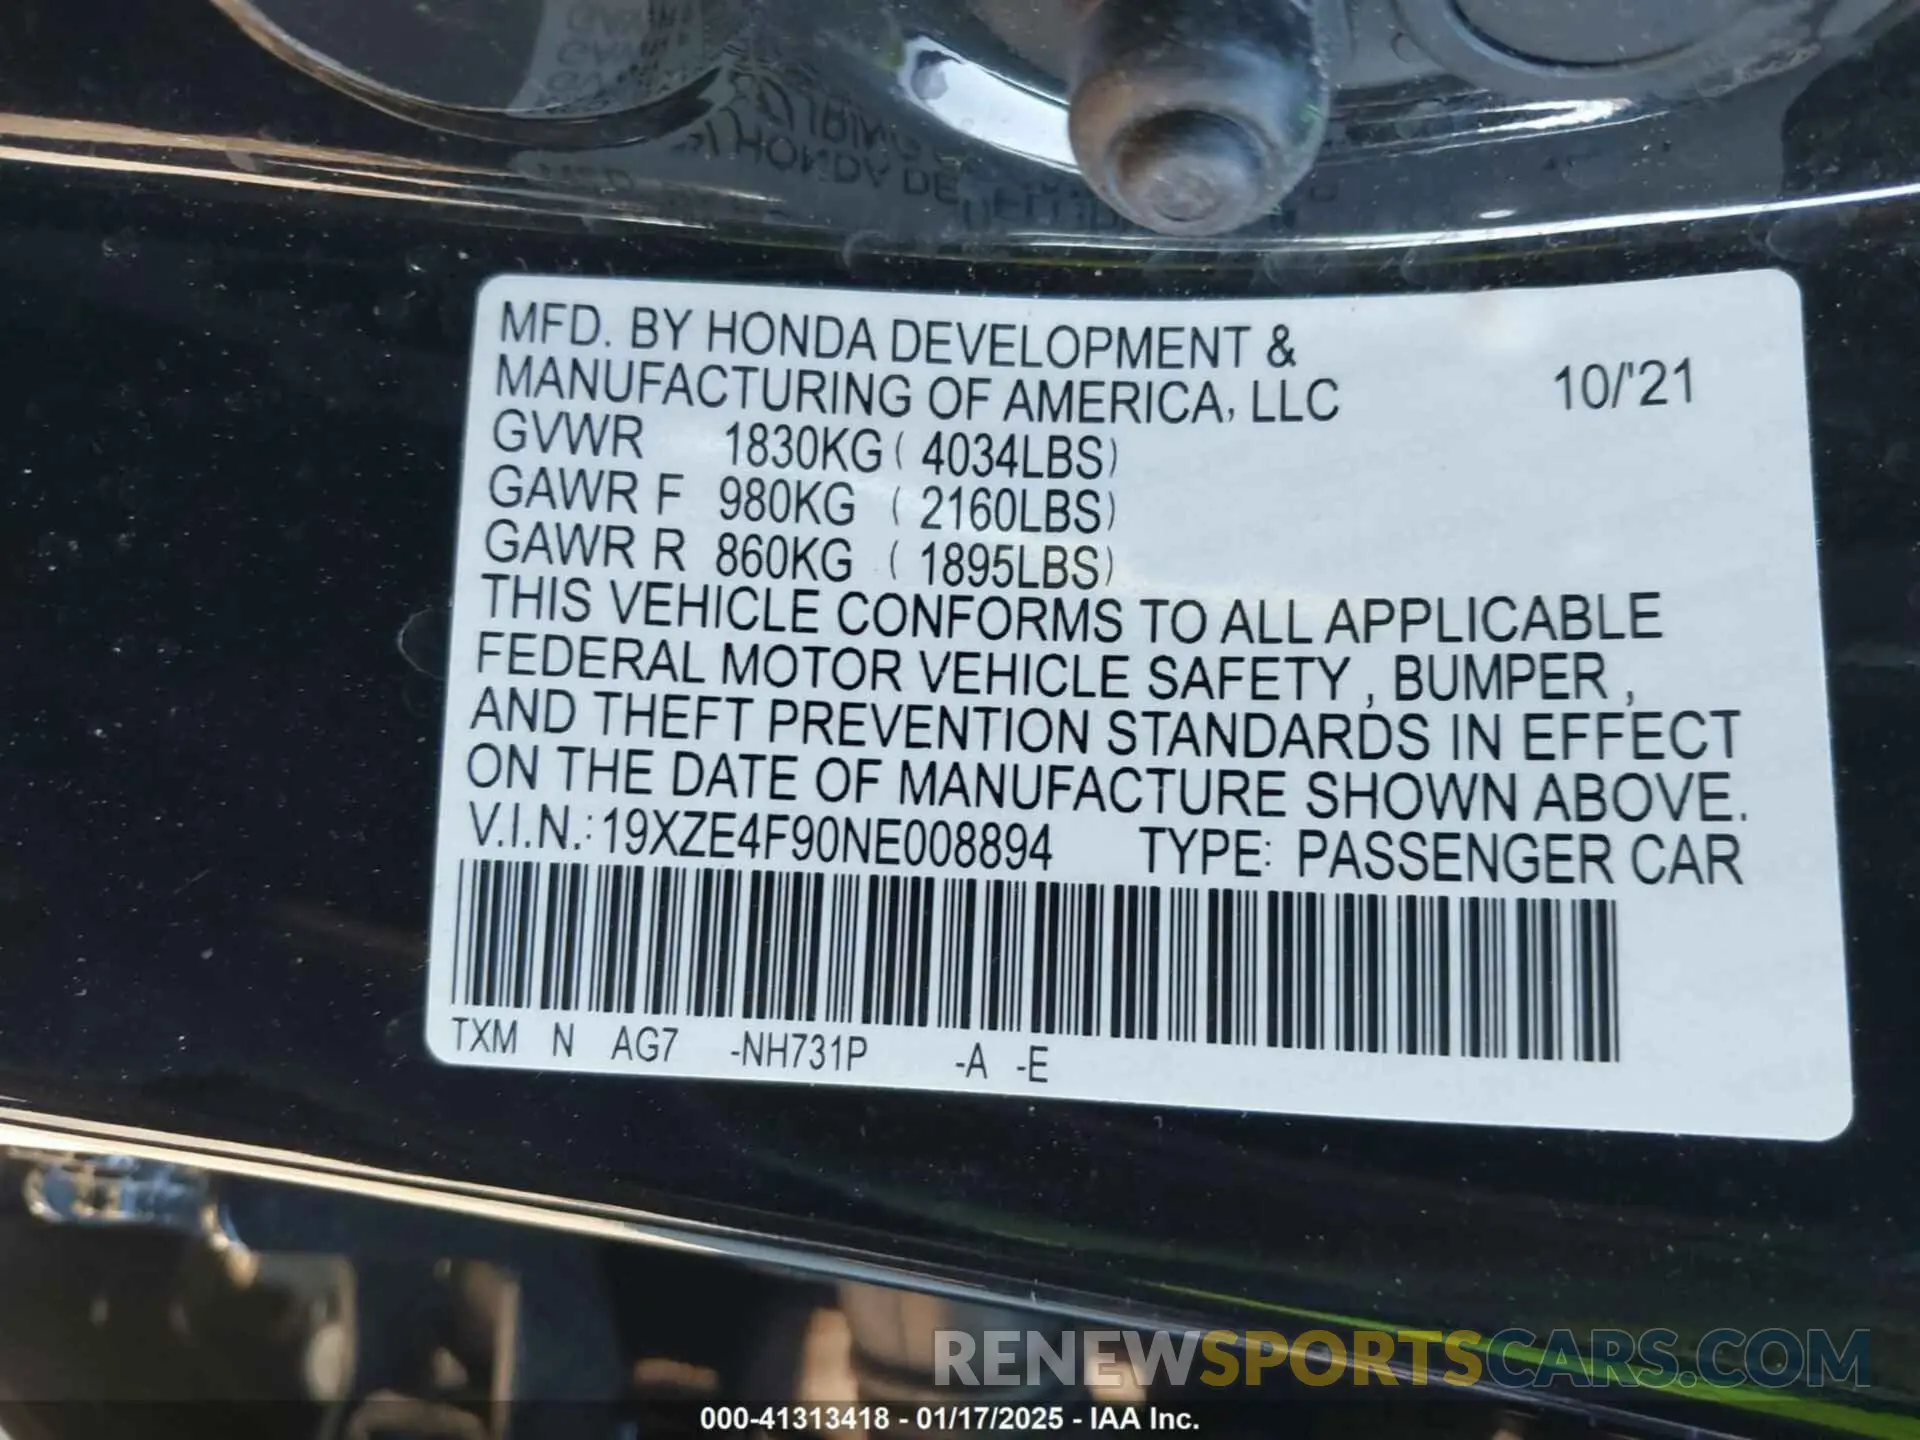 MFD. BY HONDA DEVELOPMENT &
MANUFACTURING OF AMERICA, LLC 10/'21
GVWR 1830KG ( 4034LBS)
GAWR F 980KG ( 2160LBS)
GAWR R 860KG ( 1895LBS)
THIS VEHICLE CONFORMS TO ALL APPLICABLE
FEDERAL MOTOR VEHICLE SAFETY , BUMPER ,
AND THEFT PREVENTION STANDARDS IN EFFECT
ON THE DATE OF MANUFACTURE SHOWN ABOVE.
V.I.N.: 19XZE4F90NE008894 TYPE: PASSENGER CAR
TXM N AG7 -NH731P -A -E
RENEWSPORTSCARS.COM
000-41313418 - 01/17/2025 - IAA Inc.